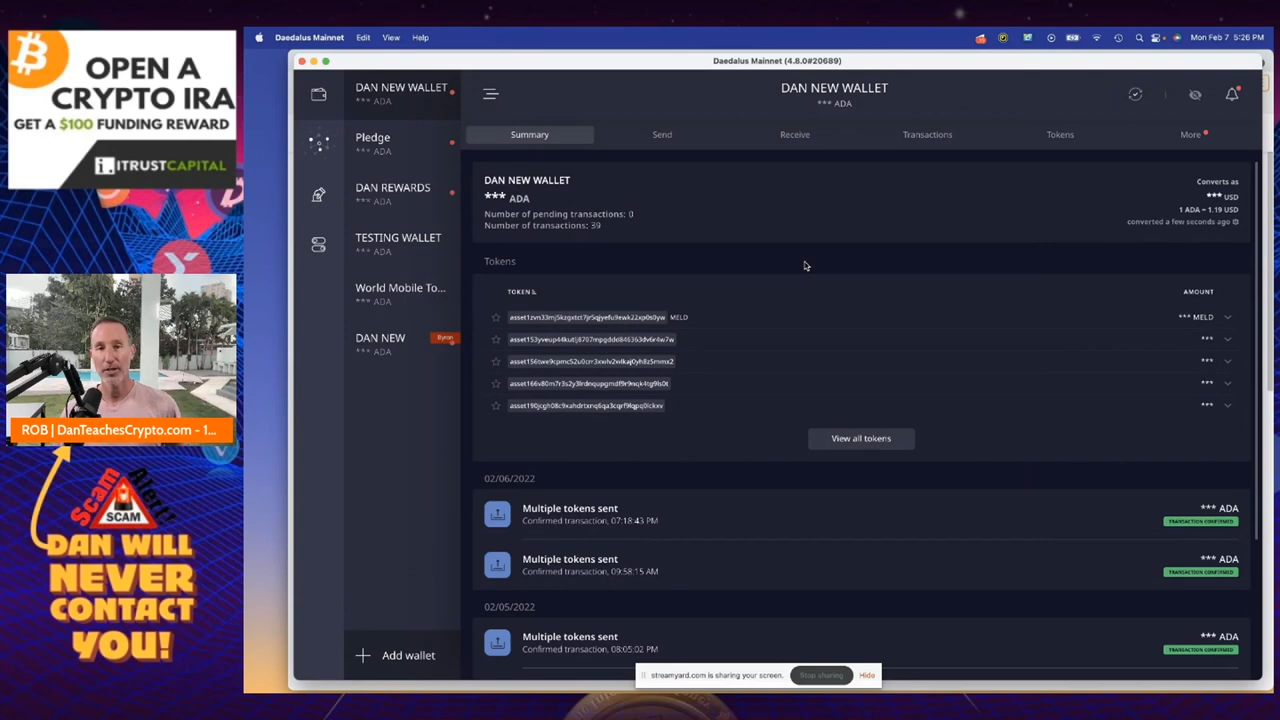 OPEN A
CRYPTO IRA
GET A $100 FUNDING REWARD
i. iTRUSTCAPITAL
ROB | DanTeachesCrypto.com - 1...
Scam Alert!
SCAM
DAN WILL
NEVER
CONTACT
YOU!
Daedalus Mainnet Edit View Help
Mon Feb 7 5:26 PM
Daedalus Mainnet (4.8.0#20689)
DAN NEW WALLET
*** ADA
Pledge
*** ADA
DAN REWARDS
*** ADA
TESTING WALLET
*** ADA
World Mobile To...
*** ADA
DAN NEW Byron
*** ADA
Add wallet
DAN NEW WALLET
*** ADA
Summary Send Receive Transactions Tokens More
DAN NEW WALLET
*** ADA
Number of pending transactions: 0
Number of transactions: 39
Converts as
*** USD
1 ADA = 1.19 USD
converted a few seconds ago
Tokens
TOKEN AMOUNT
MELD *** MELD
***
***
***
***
View all tokens
02/06/2022
Multiple tokens sent *** ADA
Confirmed transaction, 07:18:43 PM TRANSACTION CONFIRMED
Multiple tokens sent *** ADA
Confirmed transaction, 09:58:15 AM TRANSACTION CONFIRMED
02/05/2022
Multiple tokens sent *** ADA
Confirmed transaction, 08:05:02 PM TRANSACTION CONFIRMED
streamyard.com is sharing your screen. Stop sharing Hide